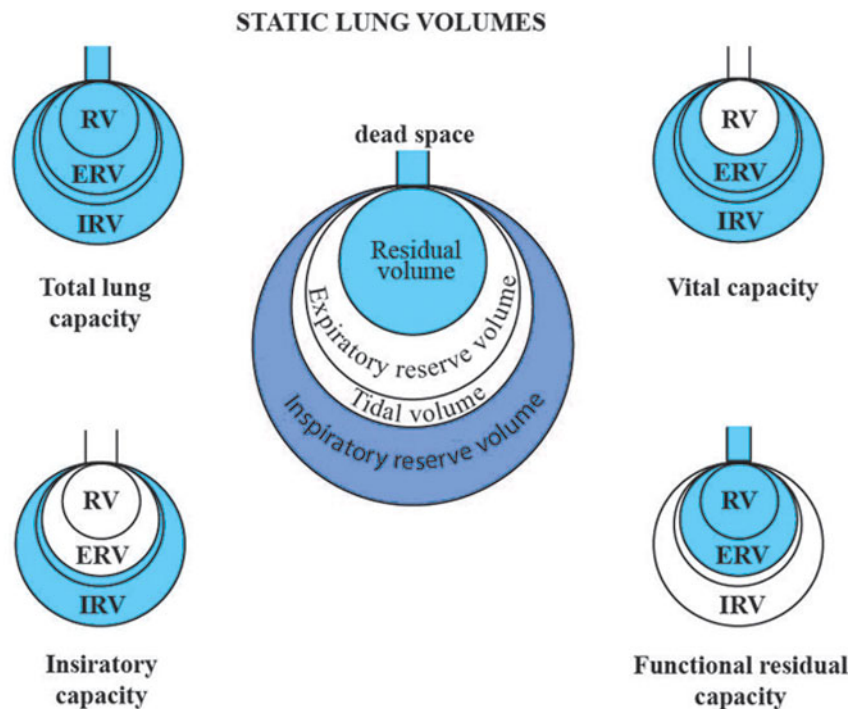 STATIC LUNG VOLUMES
RV
ERV
IRV
Total lung
capacity
dead space
Residual
volume
Expiratory reserve volume
Tidal volume
Inspiratory reserve volume
RV
ERV
IRV
Vital capacity
RV
ERV
IRV
Insiratory
capacity
RV
ERV
IRV
Functional residual
capacity